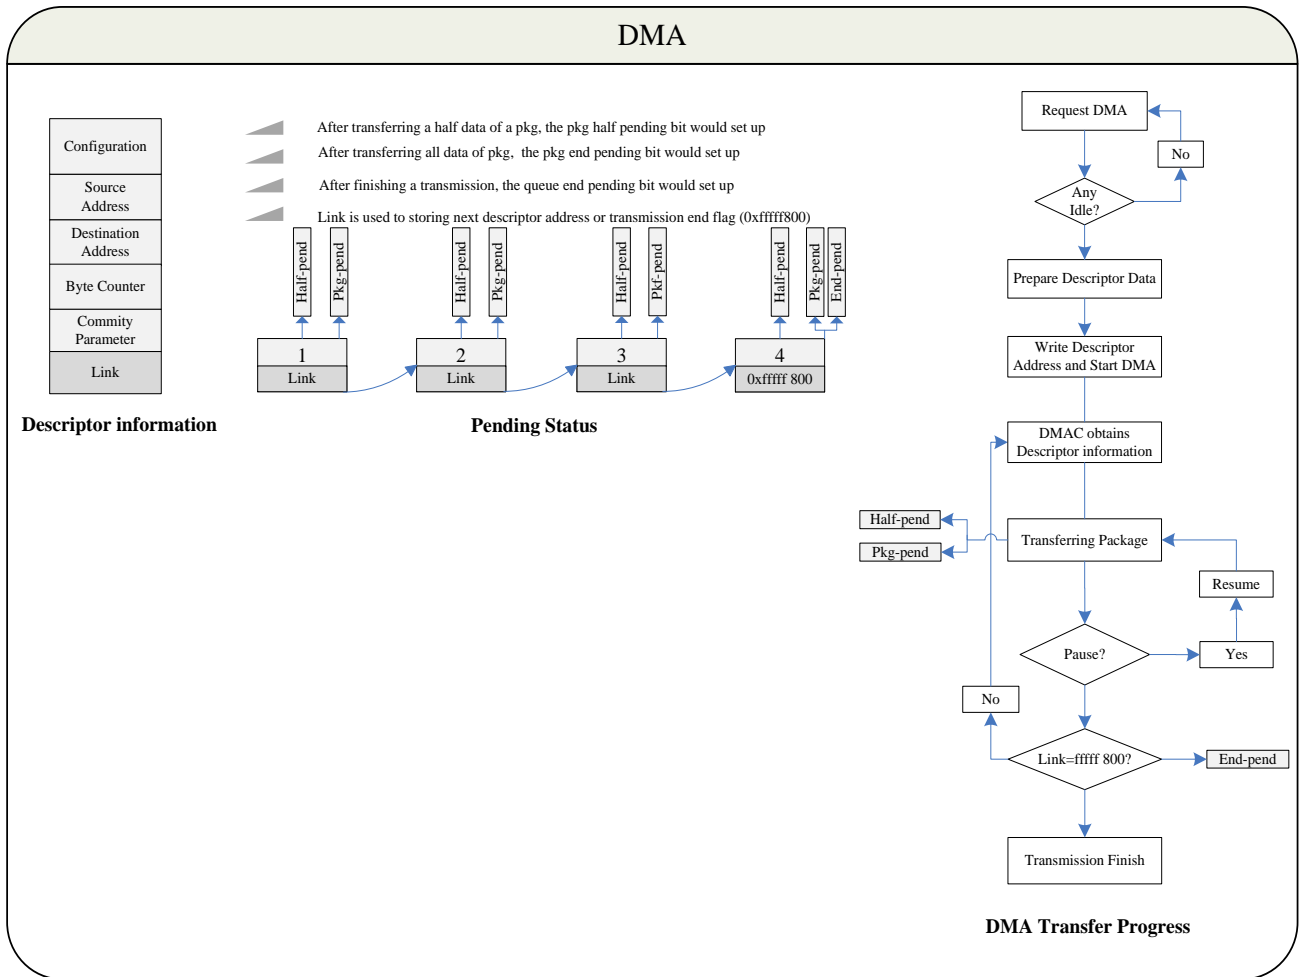 DMA
Configuration
Source
Address
Destination
Address
Byte Counter
Commity
Parameter
Link
Descriptor information
After transferring a half data of a pkg, the pkg half pending bit would set up
After transferring all data of pkg, the pkg end pending bit would set up
After finishing a transmission, the queue end pending bit would set up
Link is used to storing next descriptor address or transmission end flag (0xfffff800)
Half-pend
Pkg-pend
Half-pend
Pkg-pend
Half-pend
Pkf-pend
Half-pend
Pkg-pend
End-pend
1
Link
2
Link
3
Link
4
0xfffff 800
Pending Status
Request DMA
No
Any
Idle?
Prepare Descriptor Data
Write Descriptor
Address and Start DMA
DMAC obtains
Descriptor information
Half-pend
Pkg-pend
Transferring Package
Resume
Pause?
Yes
No
Link=fffff 800?
End-pend
Transmission Finish
DMA Transfer Progress